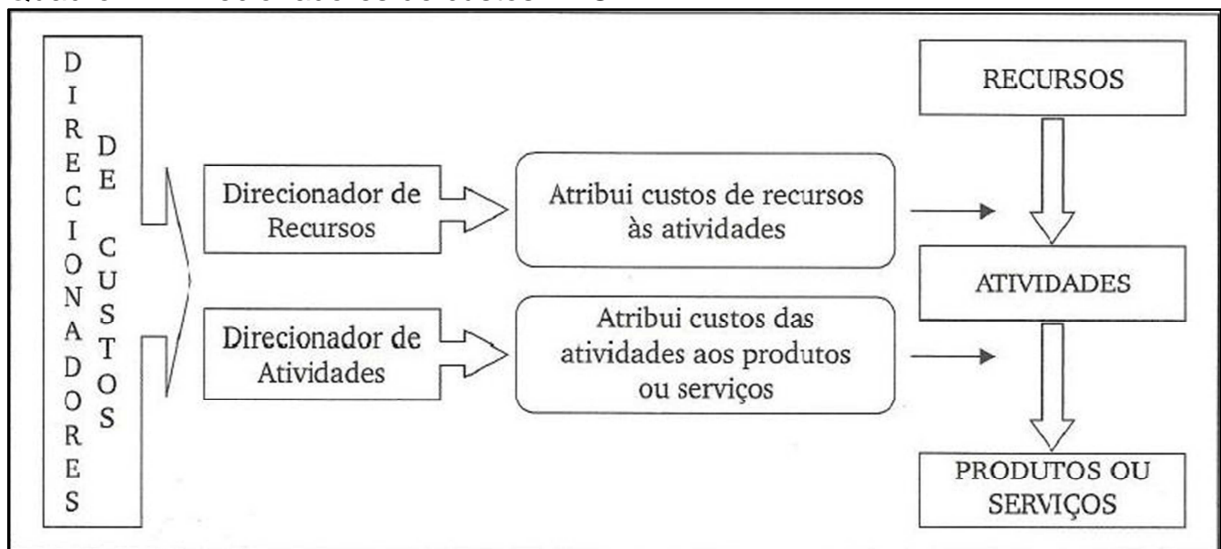 DIRECIONADORES
DE CUSTOS
Direcionador de
Recursos
Atribui custos de recursos
às atividades
RECURSOS
Direcionador de
Atividades
Atribui custos das
atividades aos produtos
ou serviços
ATIVIDADES
PRODUTOS OU
SERVIÇOS